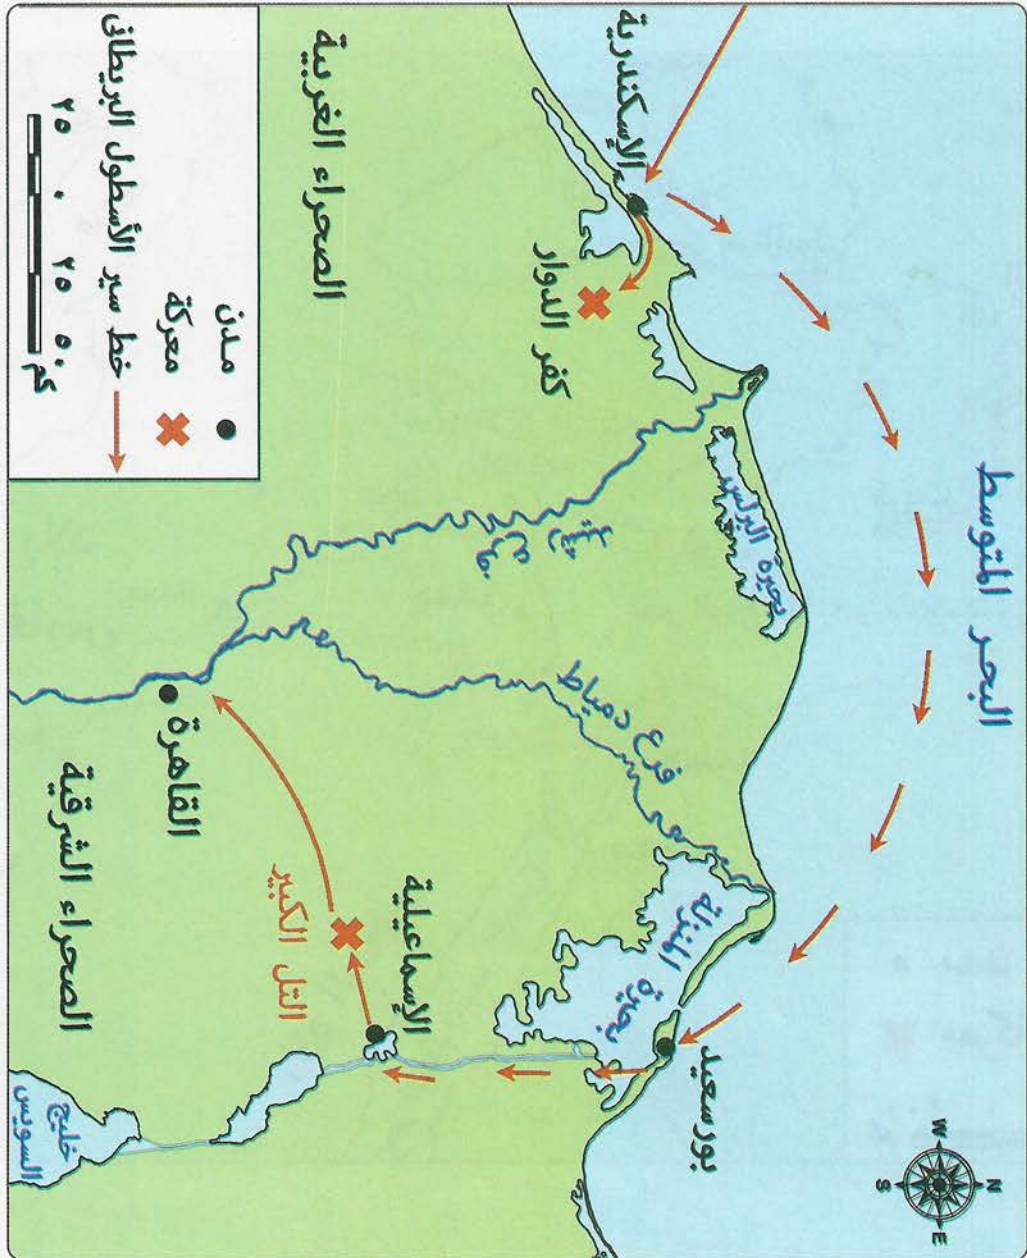 البحر المتوسط
N
W
E
S
الإسكندرية
كفر الدوار
بحيرة البرلس
فرع رشيد
فرع دمياط
بحيرة المنزلة
بورسعيد
الإسماعيلية
التل الكبير
القاهرة
الصحراء الغربية
الصحراء الشرقية
خليج
السويس
مدن
معركة
خط سير الأسطول البريطانى
٢٥ ٠ ٢٥ ٥٠
كم